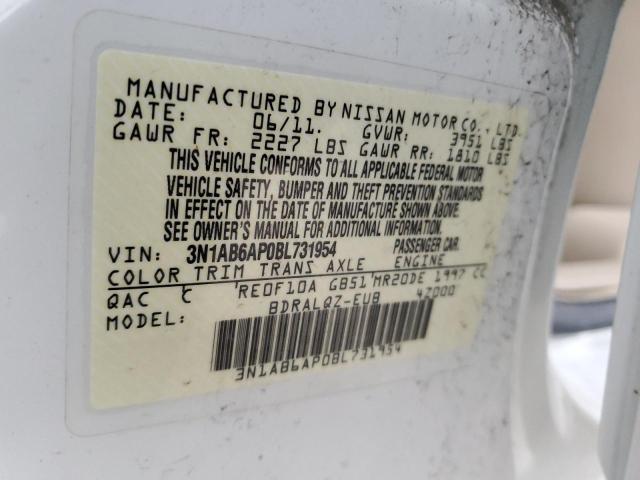 MANUFACTURED BY NISSAN MOTOR CO., LTD.
DATE: 06/11. GVWR: 3951 LBS
GAWR FR: 2227 LBS GAWR RR: 1810 LBS
THIS VEHICLE CONFORMS TO ALL APPLICABLE FEDERAL MOTOR
VEHICLE SAFETY, BUMPER AND THEFT PREVENTION STANDARDS
IN EFFECT ON THE DATE OF MANUFACTURE SHOWN ABOVE.
SEE OWNER'S MANUAL FOR ADDITIONAL INFORMATION
VIN: 3N1AB6AP0BL731954 PASSENGER CAR.
COLOR TRIM TRANS AXLE ENGINE
QAC C RE0F10A GB51 MR20DE 1997 CC
MODEL: BDRALQZ-EUB 4Z000
3N1AB6AP0BL731954